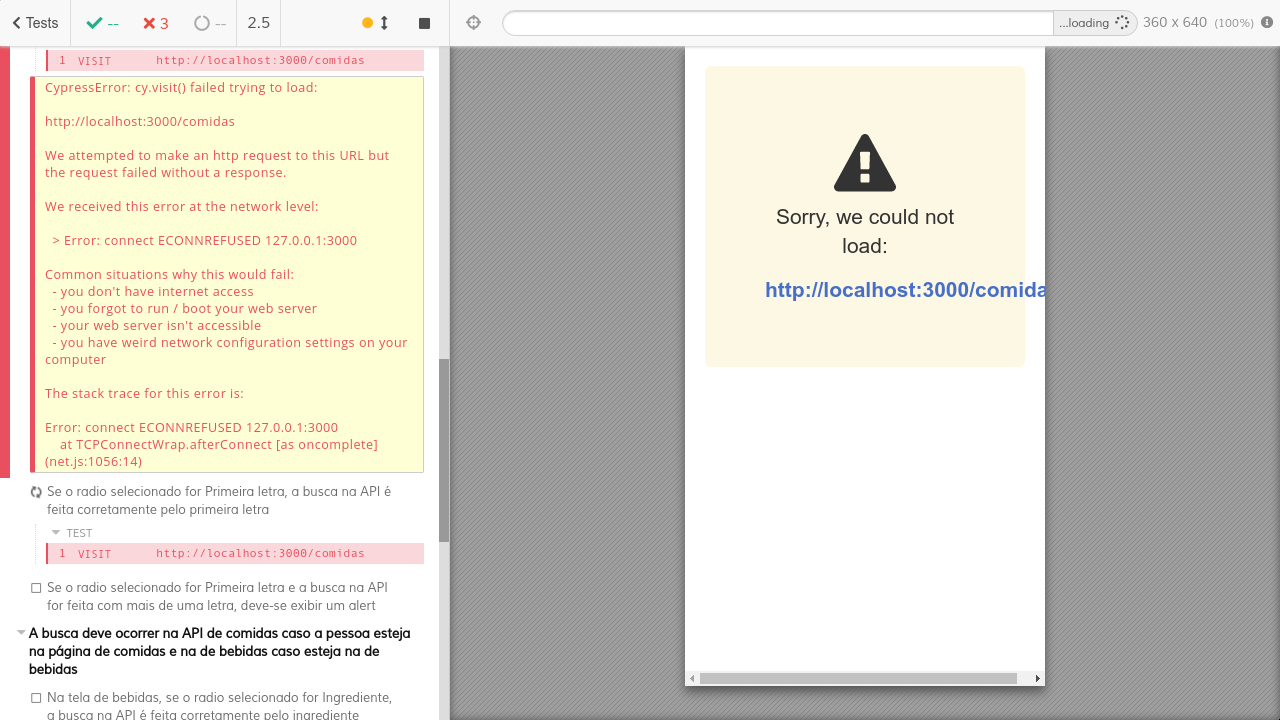 Tests
--
3
--
2.5
...loading
360 x 640 (100%)
1 VISIT http://localhost:3000/comidas
CypressError: cy.visit() failed trying to load:
http://localhost:3000/comidas
We attempted to make an http request to this URL but
the request failed without a response.
We received this error at the network level:
> Error: connect ECONNREFUSED 127.0.0.1:3000
Common situations why this would fail:
- you don't have internet access
- you forgot to run / boot your web server
- your web server isn't accessible
- you have weird network configuration settings on your
computer
The stack trace for this error is:
Error: connect ECONNREFUSED 127.0.0.1:3000
at TCPConnectWrap.afterConnect [as oncomplete]
(net.js:1056:14)
Se o radio selecionado for Primeira letra, a busca na API é
feita corretamente pelo primeira letra
TEST
1 VISIT http://localhost:3000/comidas
Se o radio selecionado for Primeira letra e a busca na API
for feita com mais de uma letra, deve-se exibir um alert
A busca deve ocorrer na API de comidas caso a pessoa esteja
na página de comidas e na de bebidas caso esteja na de
bebidas
Na tela de bebidas, se o radio selecionado for Ingrediente,
a busca na API é feita corretamente pelo ingrediente
Sorry, we could not
load:
http://localhost:3000/comida